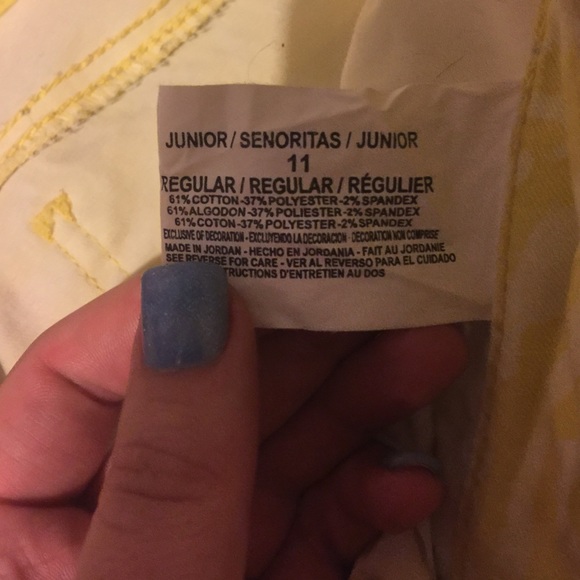 JUNIOR / SENORITAS / JUNIOR
11
REGULAR / REGULAR / RÉGULIER
61% COTTON-37% POLYESTER-2% SPANDEX
61% ALGODON-37% POLIESTER-2% SPANDEX
61% COTON-37% POLYESTER-2% SPANDEX
EXCLUSIVE OF DECORATION - EXCLUYENDO LA DECORACION - DECORATION NON COMPRISE
MADE IN JORDAN - HECHO EN JORDANIA - FAIT AU JORDANIE
SEE REVERSE FOR CARE - VER AL REVERSO PARA EL CUIDADO
TRUCTIONS D'ENTRETIEN AU DOS